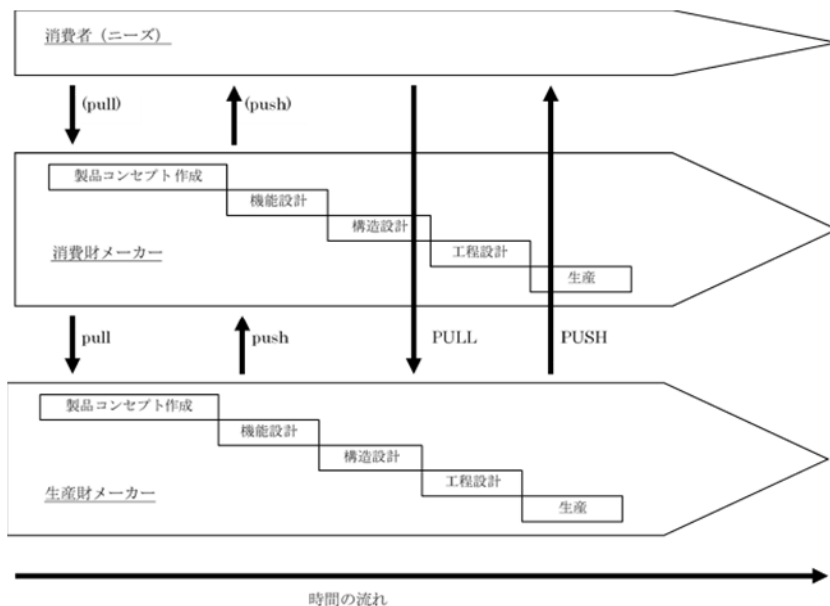 消費者（ニーズ）
(pull)
(push)
製品コンセプト作成
機能設計
構造設計
工程設計
生産
消費財メーカー
pull
push
PULL
PUSH
製品コンセプト作成
機能設計
構造設計
工程設計
生産
生産財メーカー
時間の流れ